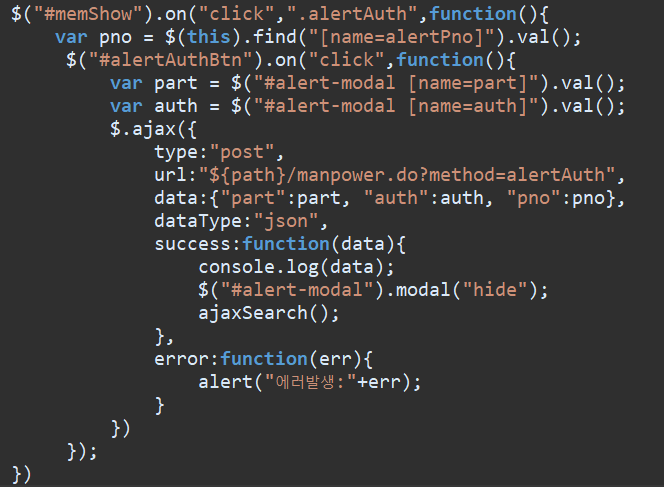 $("#memShow").on("click",".alertAuth",function(){
    var pno = $(this).find("[name=alertPno]").val();
     $("#alertAuthBtn").on("click",function(){
         var part = $("#alert-modal [name=part]").val();
         var auth = $("#alert-modal [name=auth]").val();
         $.ajax({
             type:"post",
             url:"${path}/manpower.do?method=alertAuth",
             data:{"part":part, "auth":auth, "pno":pno},
             dataType:"json",
             success:function(data){
                 console.log(data);
                 $("#alert-modal").modal("hide");
                 ajaxSearch();
             },
             error:function(err){
                 alert("에러발생:"+err);
             }
         })
     });
})